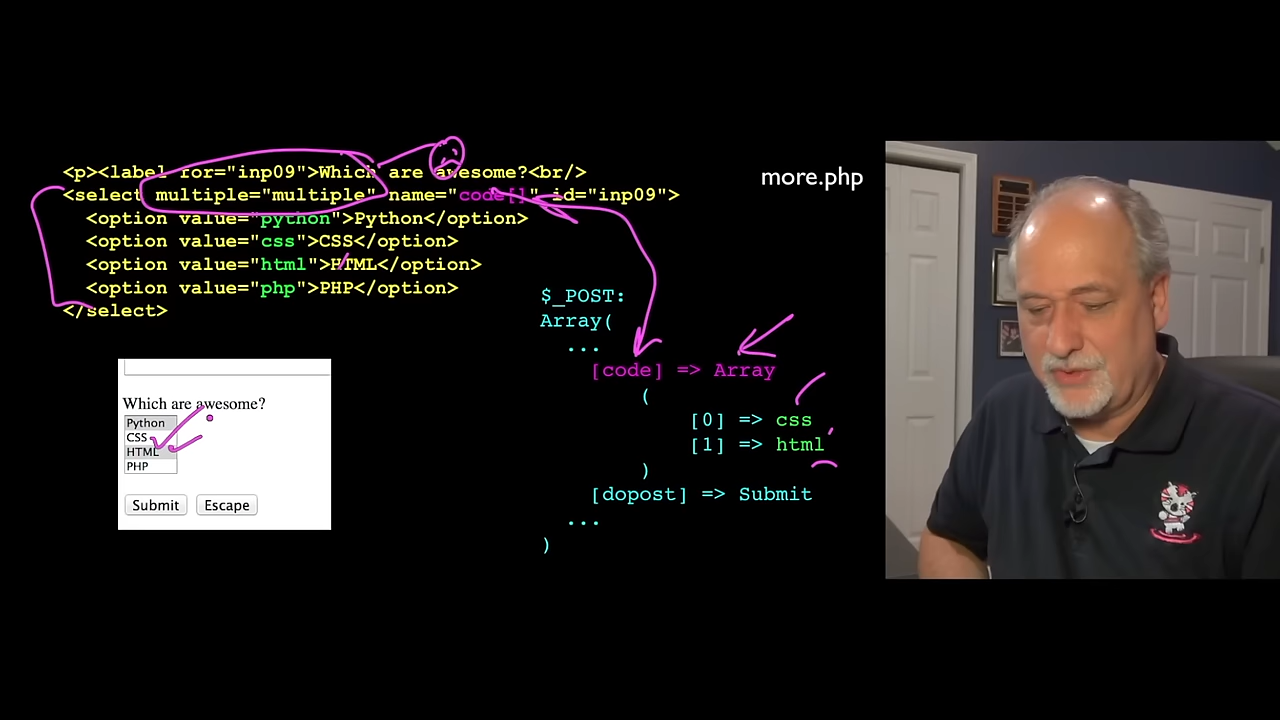 <p><label for="inp09">Which are awesome?<br/>
<select multiple="multiple" name="code[]" id="inp09">
<option value="python">Python</option>
<option value="css">CSS</option>
<option value="html">HTML</option>
<option value="php">PHP</option>
</select>
more.php
$_POST:
Array(
...
[code] => Array
(
[0] => css
[1] => html
)
[dopost] => Submit
...
)
Which are awesome?
Python
CSS
HTML
PHP
Submit Escape